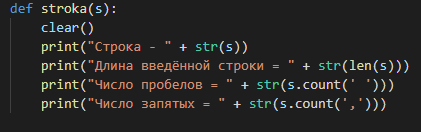 def stroka(s):
    clear()
    print("Строка - " + str(s))
    print("Длина введённой строки = " + str(len(s)))
    print("Число пробелов = " + str(s.count(' ')))
    print("Число запятых = " + str(s.count(',')))